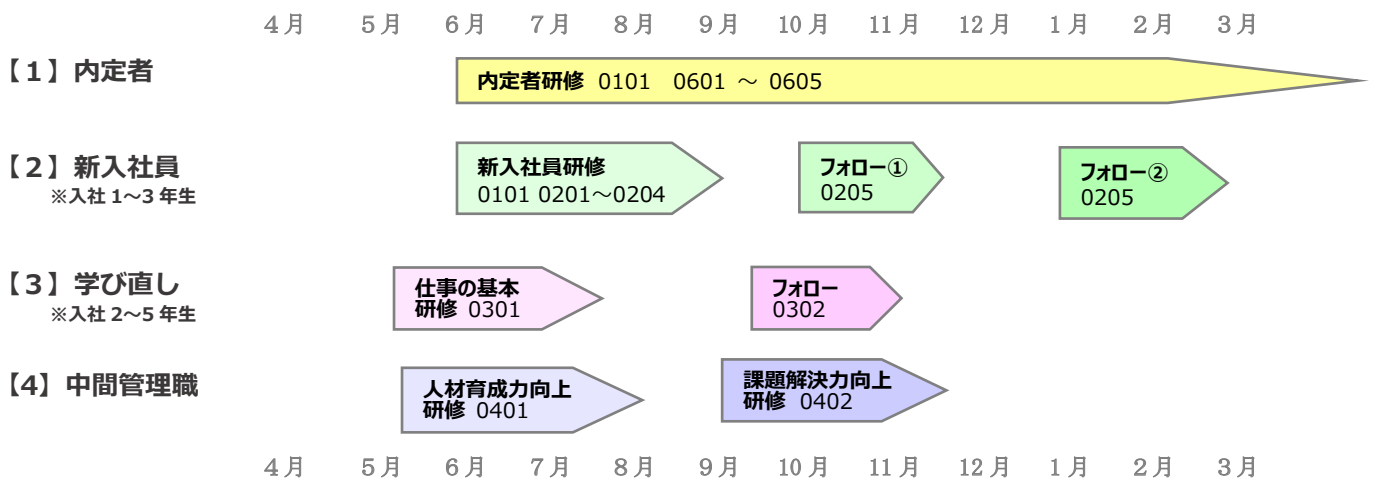 4月 5月 6月 7月 8月 9月 10月 11月 12月 1月 2月 3月
【1】内定者
内定者研修 0101 0601 ～ 0605
【2】新入社員
※入社 1～3 年生
新入社員研修
0101 0201～0204
フォロー①
0205
フォロー②
0205
【3】学び直し
※入社 2～5 年生
仕事の基本
研修 0301
フォロー
0302
【4】中間管理職
人材育成力向上
研修 0401
課題解決力向上
研修 0402
4月 5月 6月 7月 8月 9月 10月 11月 12月 1月 2月 3月